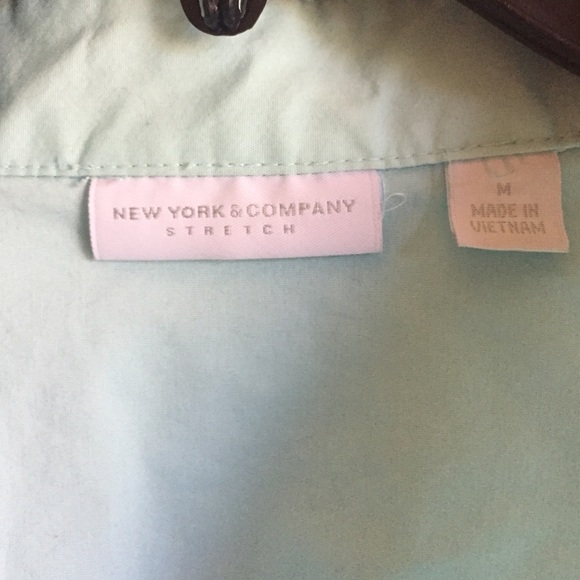 NEW YORK & COMPANY
STRETCH
M
MADE IN
VIETNAM